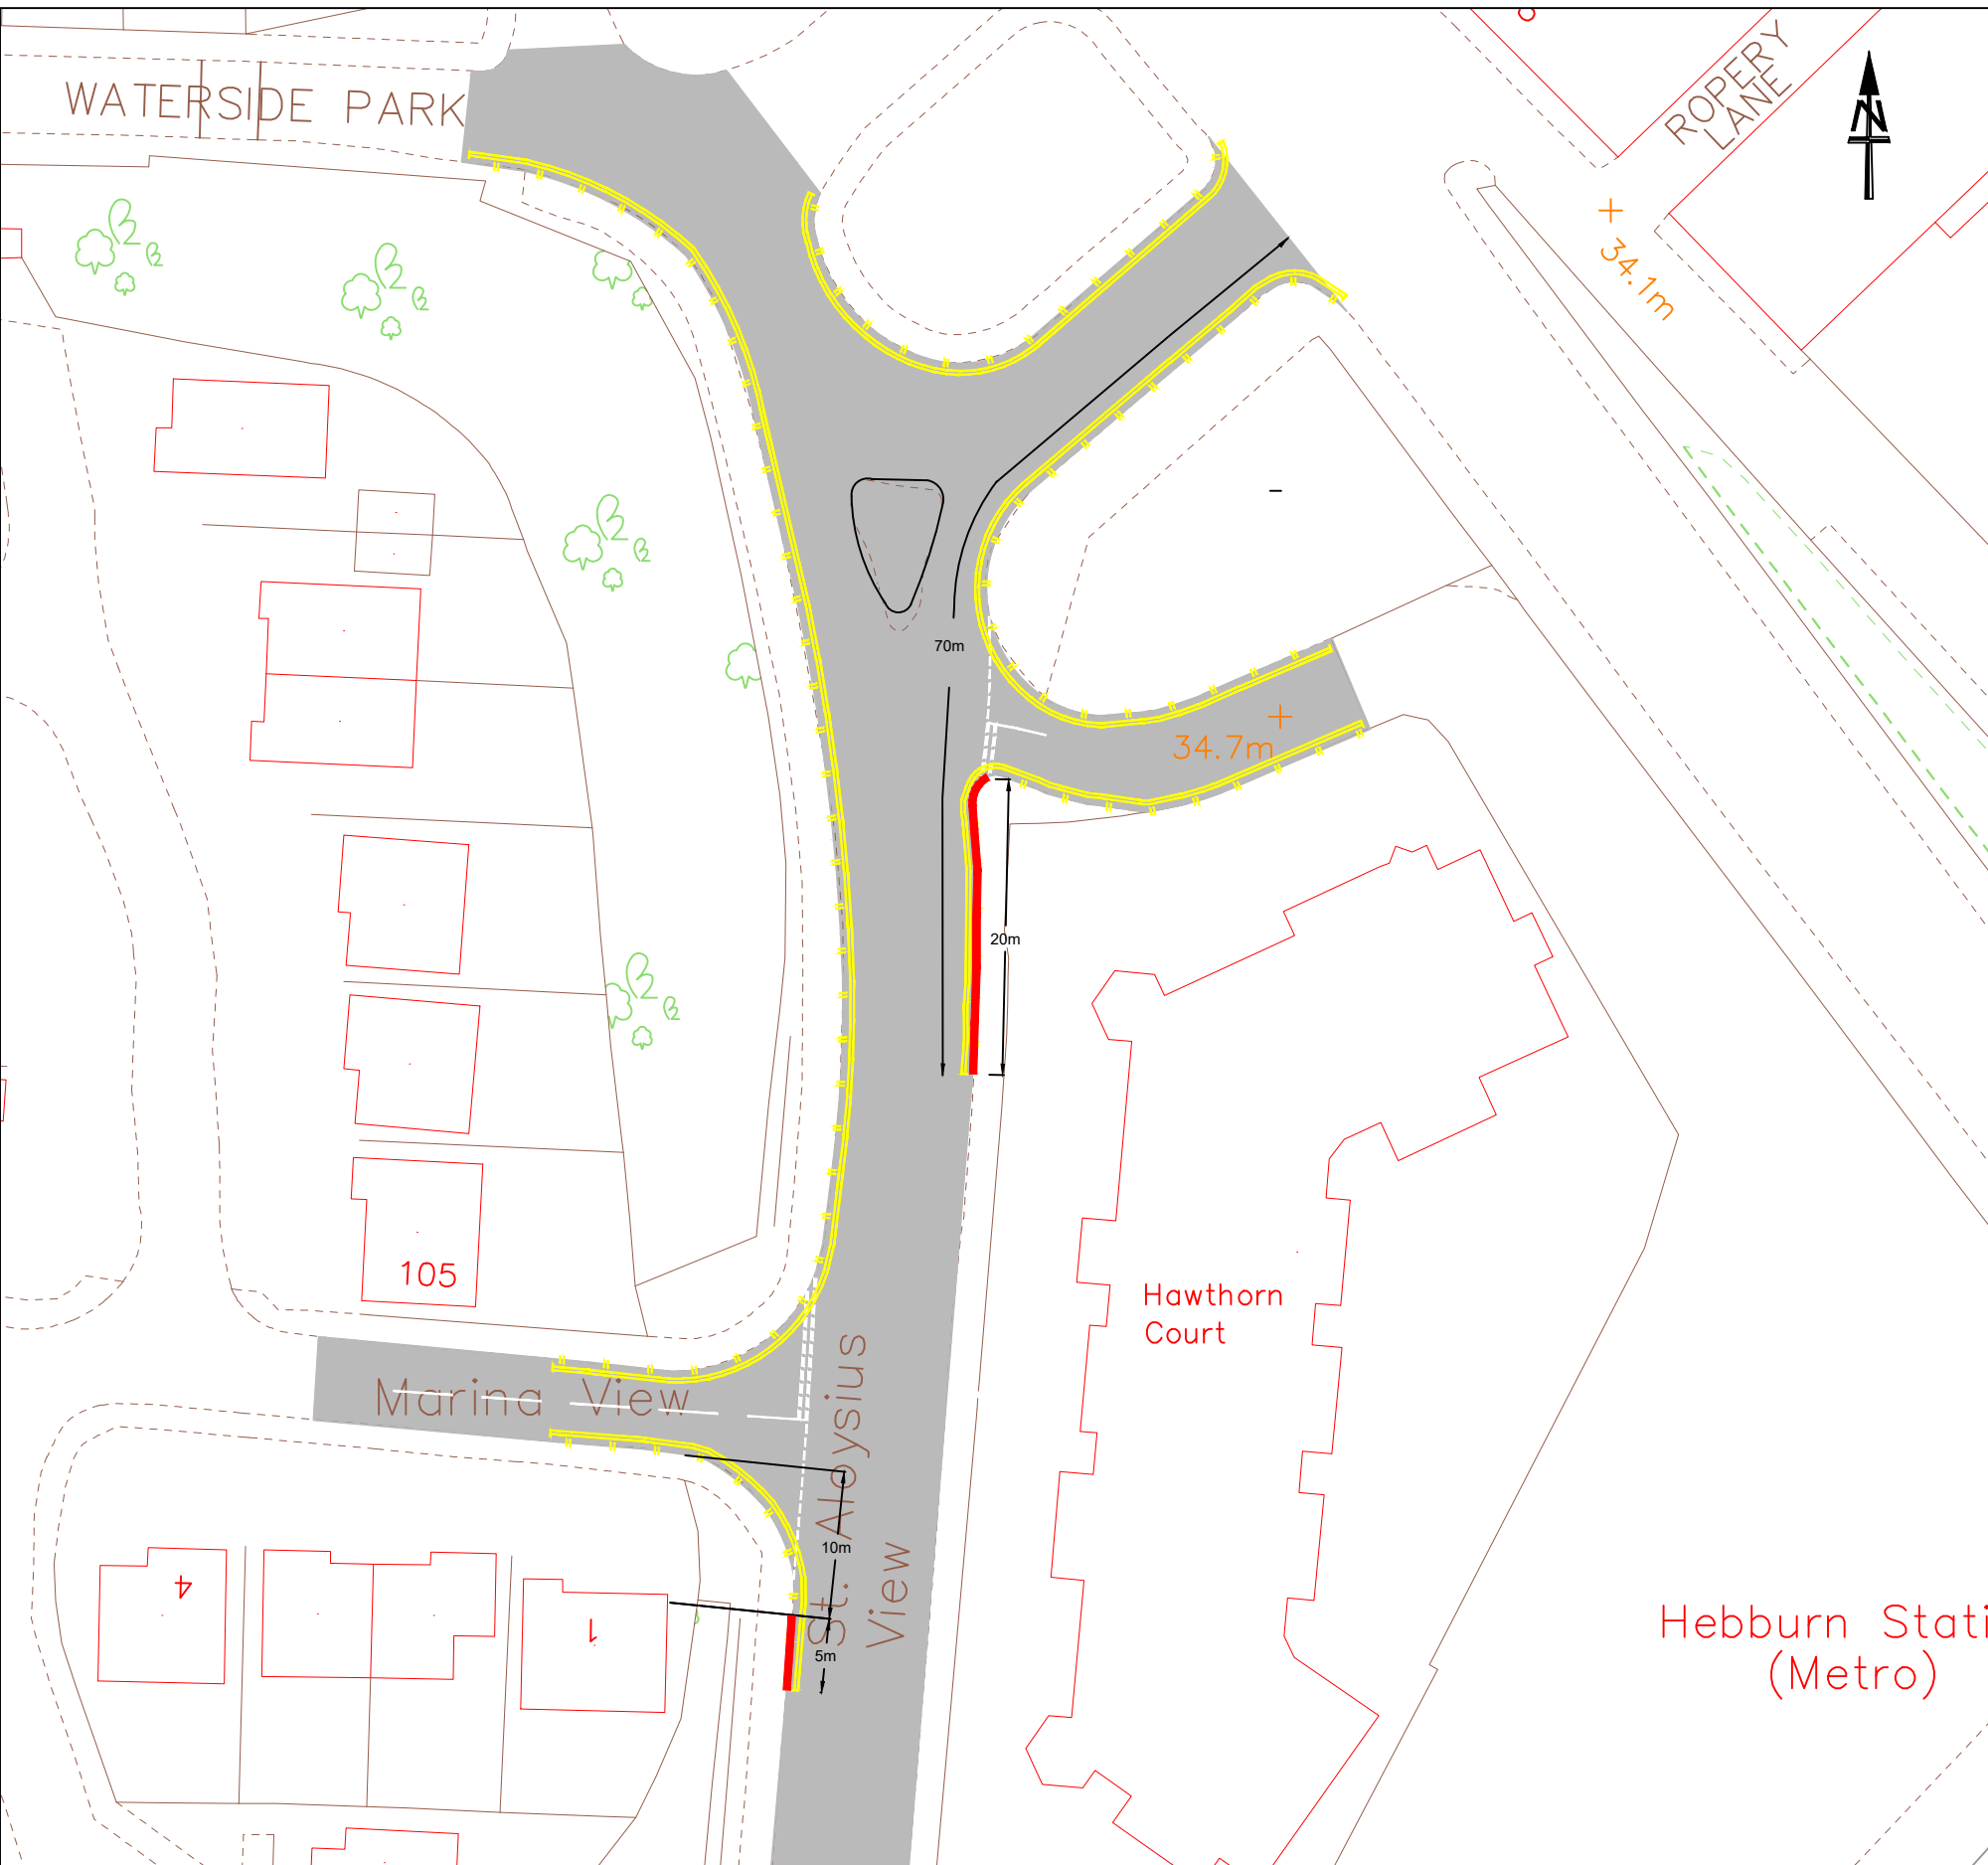 WATERSIDE PARK
ROPERY
LANE
N
34.1m
70m
34.7m
20m
105
Hawthorn
Court
Marina View
St. Aloysius
View
10m
4
1
5m
Hebburn Stati
(Metro)